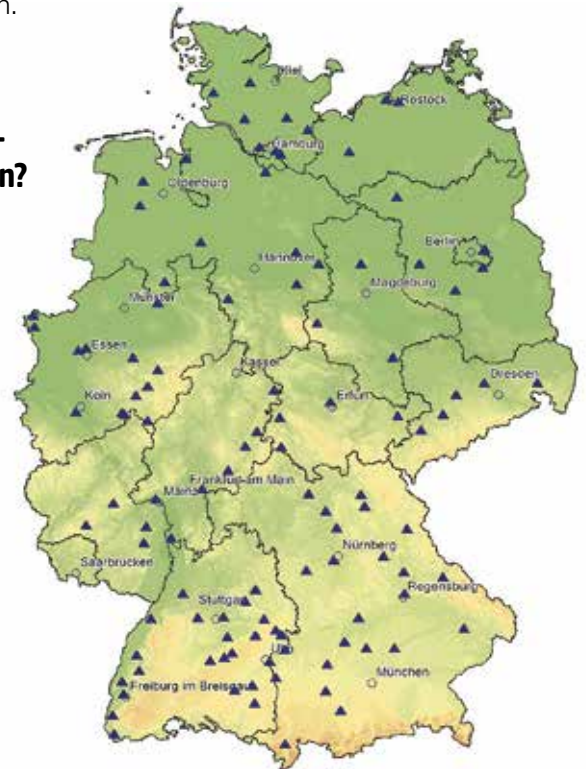 n.
-
n?
Kiel
Rostock
Hamburg
Oldenburg
Berlin
Hannover
Magdeburg
Münster
Essen
Kassel
Dresden
Köln
Erfurt
Frankfurt am Main
Mainz
Nürnberg
Saarbrücken
Regensburg
Stuttgart
Ulm
München
Freiburg im Breisgau